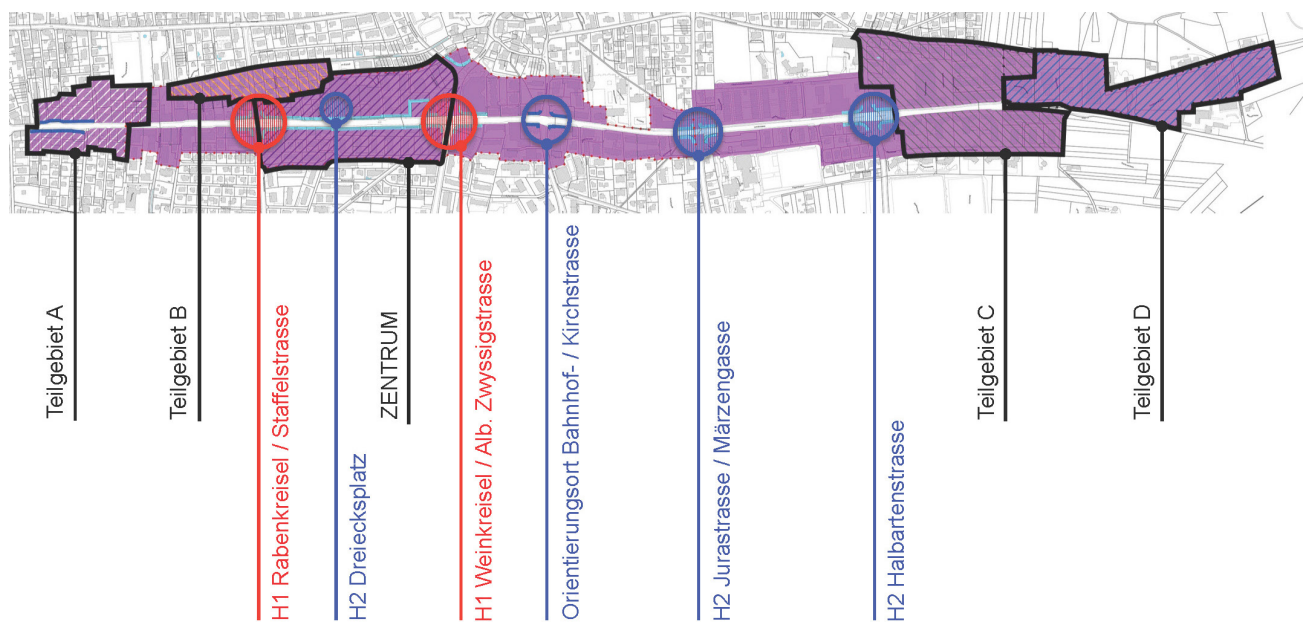 Teilgebiet A
Teilgebiet B
H1 Rabenkreisel / Staffelstrasse
H2 Dreiecksplatz
ZENTRUM
H1 Weinkreisel / Alb. Zwyssigstrasse
Orientierungsort Bahnhof- / Kirchstrasse
H2 Jurastrasse / Märzengasse
H2 Halbartenstrasse
Teilgebiet C
Teilgebiet D